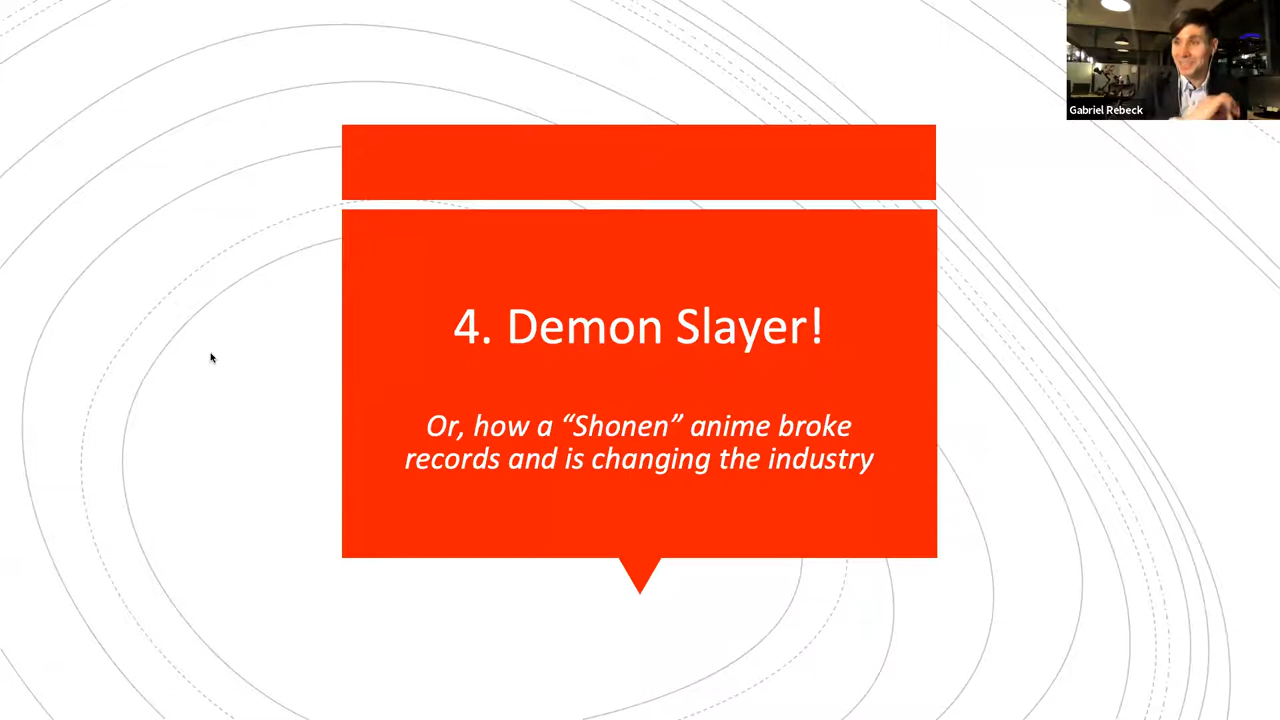 Gabriel Rebeck
4. Demon Slayer!
Or, how a “Shonen” anime broke
records and is changing the industry